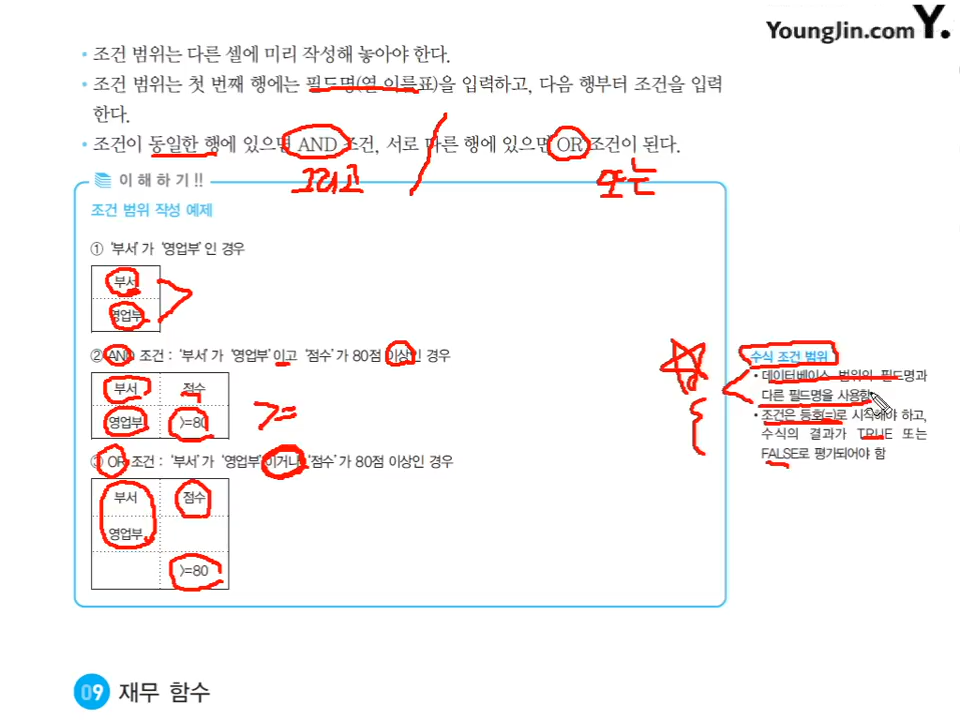 YoungJin.com Y.
• 조건 범위는 다른 셀에 미리 작성해 놓아야 한다.
• 조건 범위는 첫 번째 행에는 필드명(열 이름표)을 입력하고, 다음 행부터 조건을 입력
한다.
• 조건이 동일한 행에 있으면 AND 조건, 서로 다른 행에 있으면 OR 조건이 된다.
그리고 또는
이해하기!!
조건 범위 작성 예제
① '부서'가 '영업부'인 경우
부서
영업부
② AND 조건 : '부서'가 '영업부'이고 '점수'가 80점 이상인 경우
부서 점수
영업부 >=80 >=
③ OR 조건 : '부서'가 '영업부'이거나 '점수'가 80점 이상인 경우
부서 점수
영업부
>=80
수식 조건 범위
• 데이터베이스 범위의 필드명과
다른 필드명을 사용함
• 조건은 등호(=)로 시작해야 하고,
수식의 결과가 TRUE 또는
FALSE로 평가되어야 함
09 재무 함수